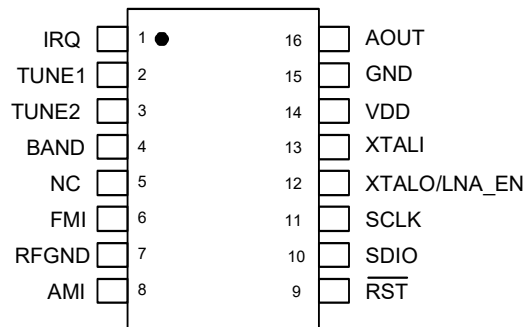 IRQ 1 16 AOUT
TUNE1 2 15 GND
TUNE2 3 14 VDD
BAND 4 13 XTALI
NC 5 12 XTALO/LNA_EN
FMI 6 11 SCLK
RFGND 7 10 SDIO
AMI 8 9 R̅S̅T̅